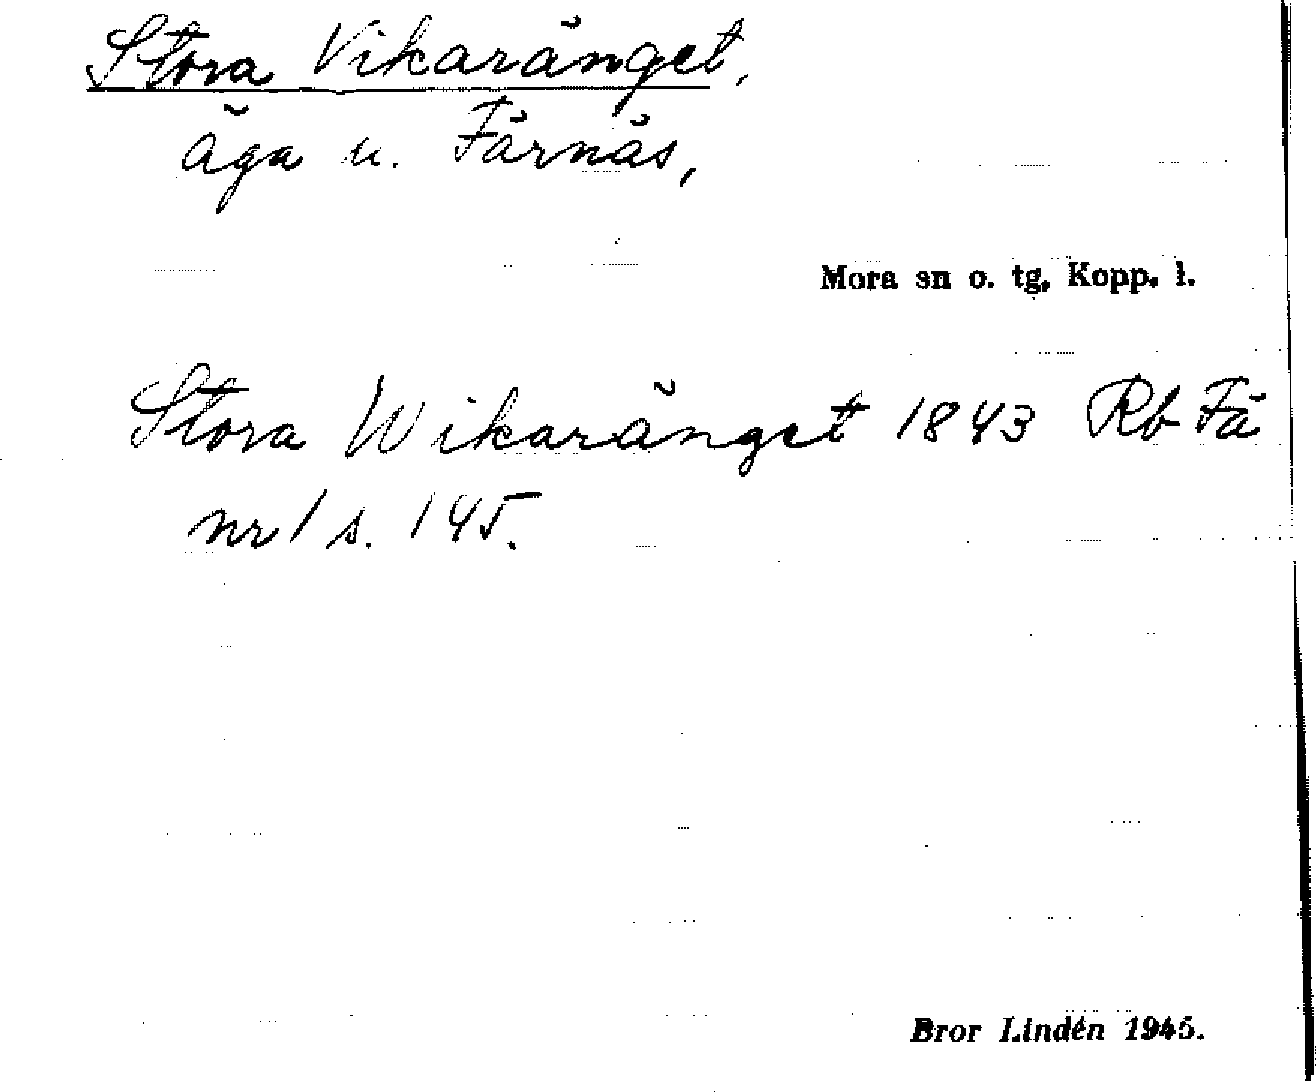 Stora Vikaränget,
äga u. Färnäs,
Mora sn o. tg. Kopp. l.
Stora Wikaränget 1843 Rb Fä
nr 1 s. 145.
Bror Lindén 1945.